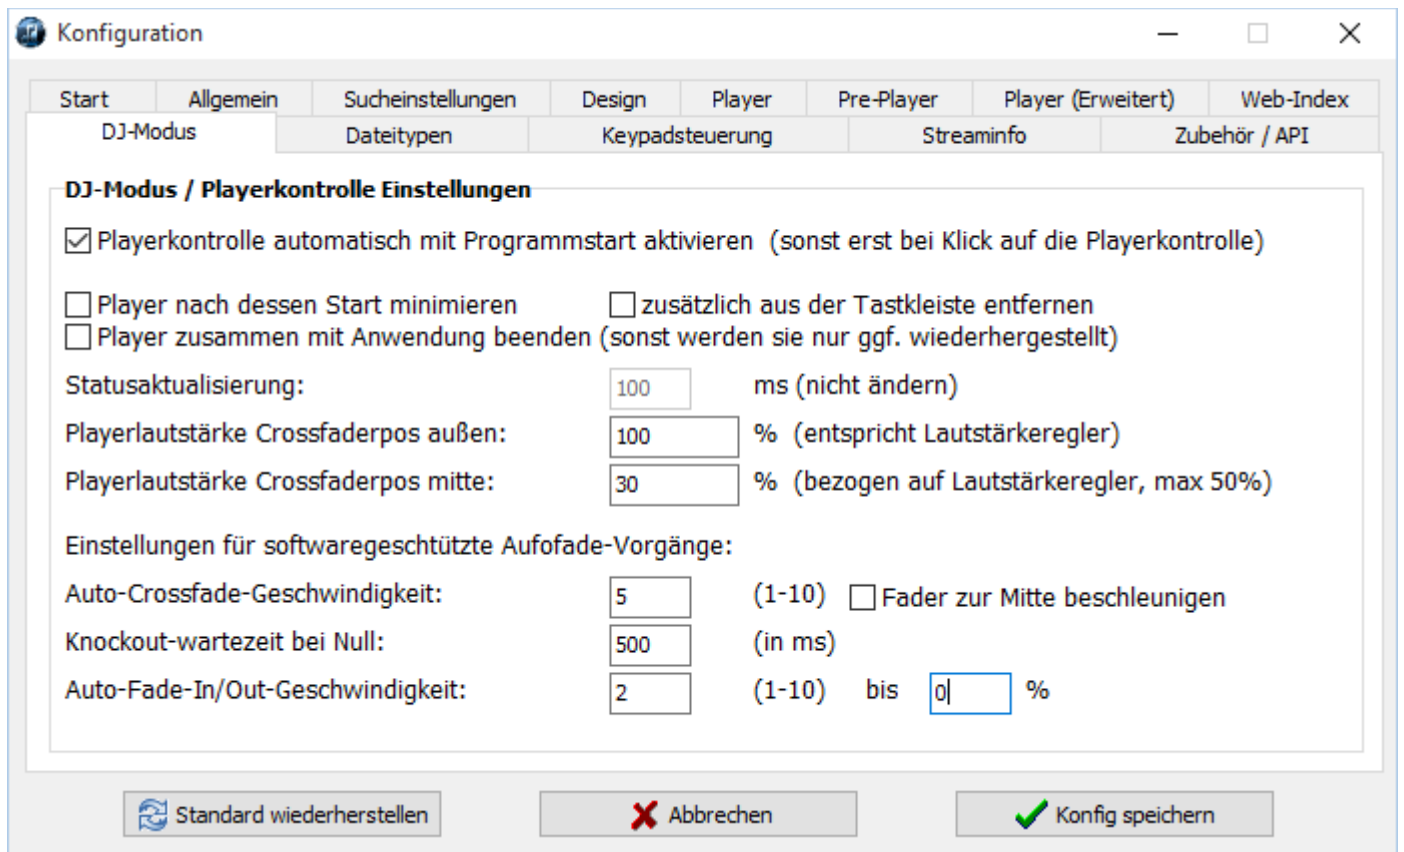 Konfiguration
Start Allgemein Sucheinstellungen Design Player Pre-Player Player (Erweitert) Web-Index
DJ-Modus Dateitypen Keypadsteuerung Streaminfo Zubehör / API
DJ-Modus / Playerkontrolle Einstellungen
Playerkontrolle automatisch mit Programmstart aktivieren (sonst erst bei Klick auf die Playerkontrolle)
Player nach dessen Start minimieren zusätzlich aus der Tastkleiste entfernen
Player zusammen mit Anwendung beenden (sonst werden sie nur ggf. wiederhergestellt)
Statusaktualisierung: 100 ms (nicht ändern)
Playerlautstärke Crossfaderpos außen: 100 % (entspricht Lautstärkeregler)
Playerlautstärke Crossfaderpos mitte: 30 % (bezogen auf Lautstärkeregler, max 50%)
Einstellungen für softwaregeschtützte Aufofade-Vorgänge:
Auto-Crossfade-Geschwindigkeit: 5 (1-10) Fader zur Mitte beschleunigen
Knockout-wartezeit bei Null: 500 (in ms)
Auto-Fade-In/Out-Geschwindigkeit: 2 (1-10) bis 0 %
Standard wiederherstellen Abbrechen Konfig speichern